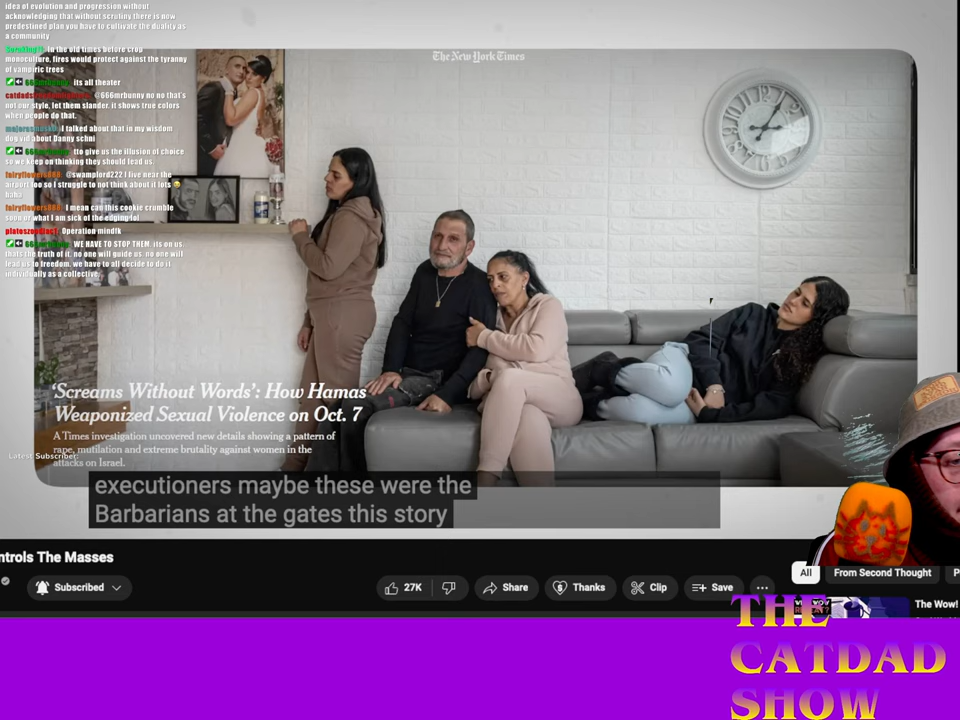 idea of evolution and progression without
acknowledging that without scrutiny there is now
predestined plan you have to cultivate the duality as
a community
In the old times before crop
monoculture, fires would protect against the tyranny
of vampiric trees
its all theater
@666mrbunny no no that's
not our style, let them slander. it shows true colors
when people do that.
I talked about that in my wisdom
dog vid about Danny schni
tto give us the illusion of choice
so we keep on thinking they should lead us.
fairyflowers888: @swamplord222 I live near the
airport too so I struggle to not think about it lots
haha
fairyflowers888: I mean can this cookie crumble
soon or what I am sick of the edging lol
Operation mindfk
WE HAVE TO STOP THEM. its on us.
thats the truth of it. no one will guide us. no one will
lead us to freedom. we have to all decide to do it
individually as a collective.
The New York Times
‘Screams Without Words’: How Hamas
Weaponized Sexual Violence on Oct. 7
A Times investigation uncovered new details showing a pattern of
rape, mutilation and extreme brutality against women in the
attacks on Israel.
Latest Subscriber:
executioners maybe these were the
Barbarians at the gates this story
ntrols The Masses
Subscribed
27K
Share
Thanks
Clip
Save
All
From Second Thought
P
The Wow!
THE
CATDAD
SHOW